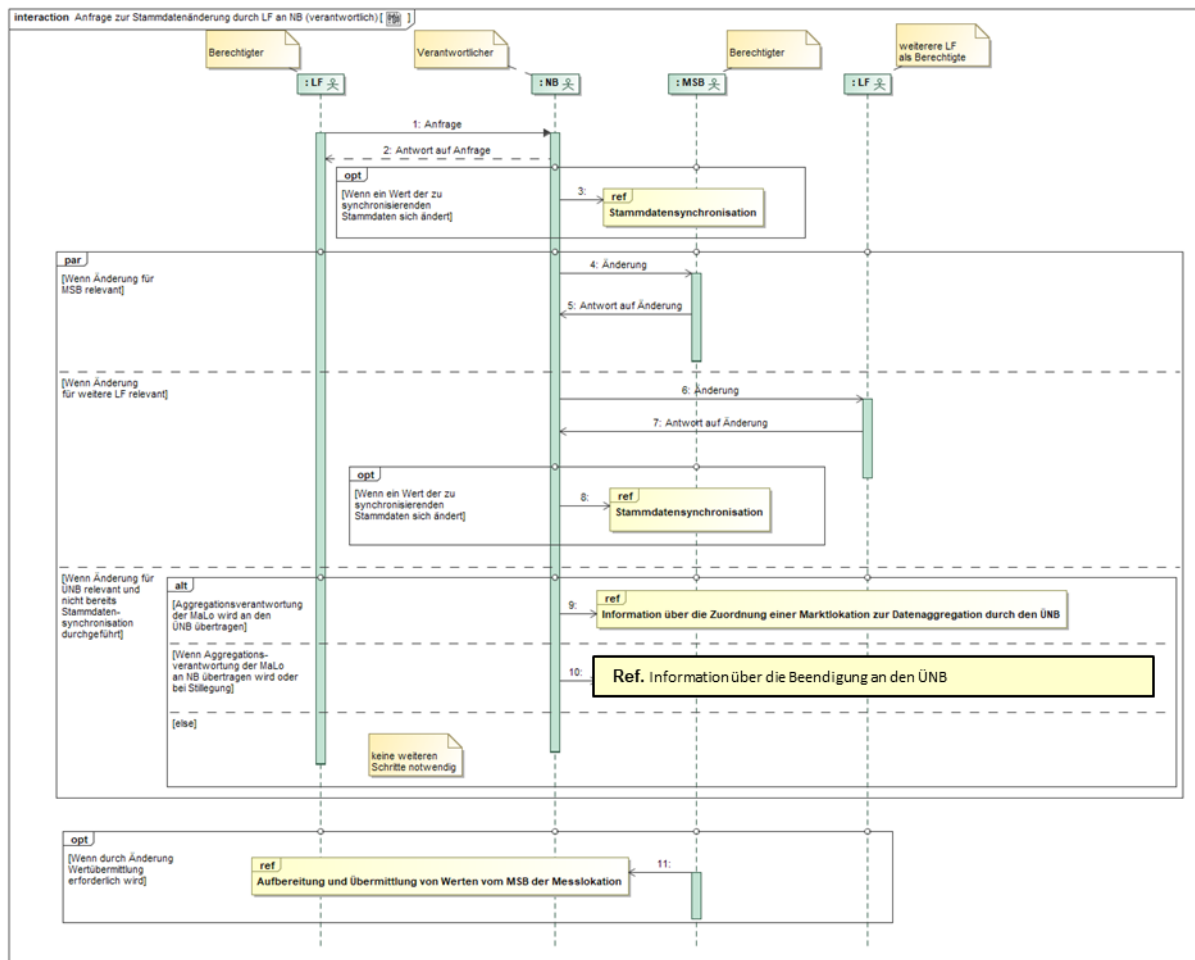 interaction Anfrage zur Stammdatenänderung durch LF an NB (verantwortlich) [ ]
Berechtigter
Verantwortlicher
Berechtigter
weiterere LF
als Berechtigte
: LF
: NB
: MSB
: LF
1: Anfrage
2: Antwort auf Anfrage
opt
[Wenn ein Wert der zu
synchronisierenden
Stammdaten sich ändert]
3:
ref
Stammdatensynchronisation
par
[Wenn Änderung für
MSB relevant]
4: Änderung
5: Antwort auf Änderung
[Wenn Änderung
für weitere LF relevant]
6: Änderung
7: Antwort auf Änderung
opt
[Wenn ein Wert der zu
synchronisierenden
Stammdaten sich ändert]
8:
ref
Stammdatensynchronisation
[Wenn Änderung für
ÜNB relevant und
nicht bereits
Stammdaten-
synchronisation
durchgeführt]
alt
[Aggregationsverantwortung
der MaLo wird an den
ÜNB übertragen]
9:
ref
Information über die Zuordnung einer Marktlokation zur Datenaggregation durch den ÜNB
[Wenn Aggregations-
verantwortung der MaLo
an NB übertragen wird oder
bei Stillegung]
10:
Ref. Information über die Beendigung an den ÜNB
[else]
keine weiteren
Schritte notwendig
opt
[Wenn durch Änderung
Wertübermittlung
erforderlich wird]
ref
Aufbereitung und Übermittlung von Werten vom MSB der Messlokation
11: